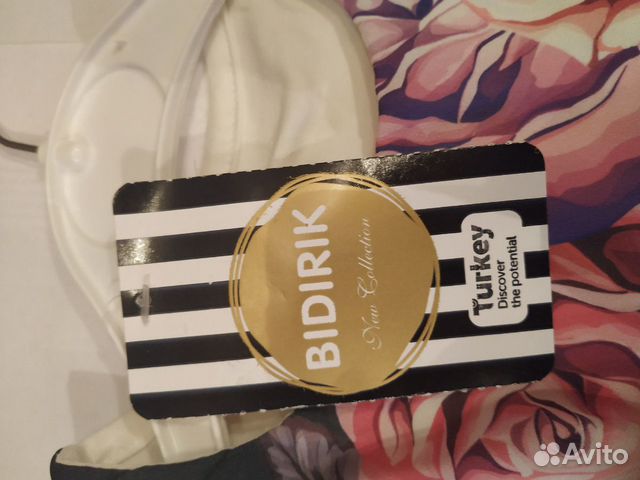 BIDIRIK
New Collection
Turkey
Discover
the potential
Avito